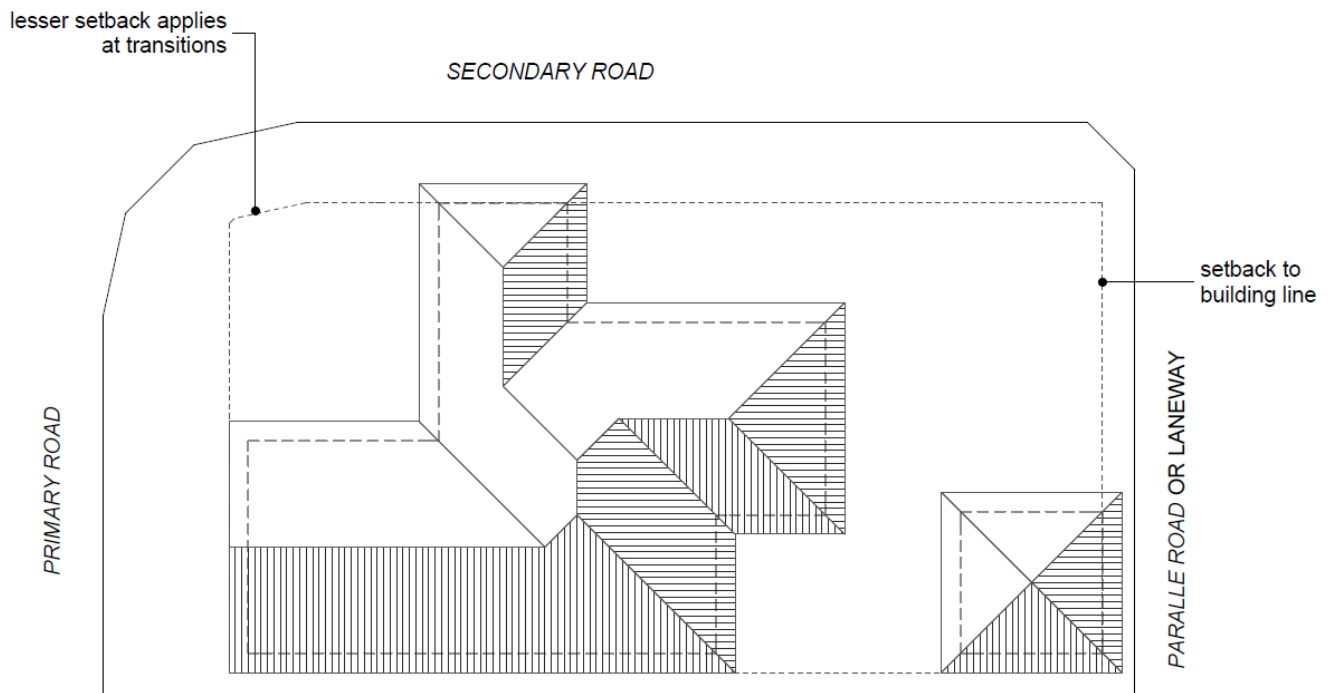 lesser setback applies
at transitions
SECONDARY ROAD
setback to
building line
PRIMARY ROAD
PARALLE ROAD OR LANEWAY